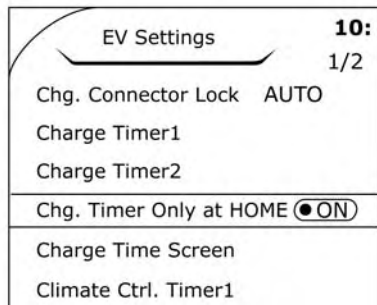 EV Settings
10:
1/2
Chg. Connector Lock AUTO
Charge Timer1
Charge Timer2
Chg. Timer Only at HOME ON
Charge Time Screen
Climate Ctrl. Timer1